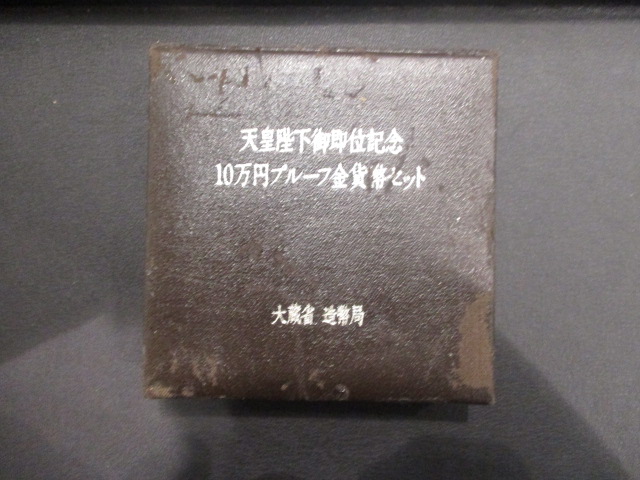 天皇陛下御即位記念
10万円プルーフ金貨幣セット
大蔵省 造幣局